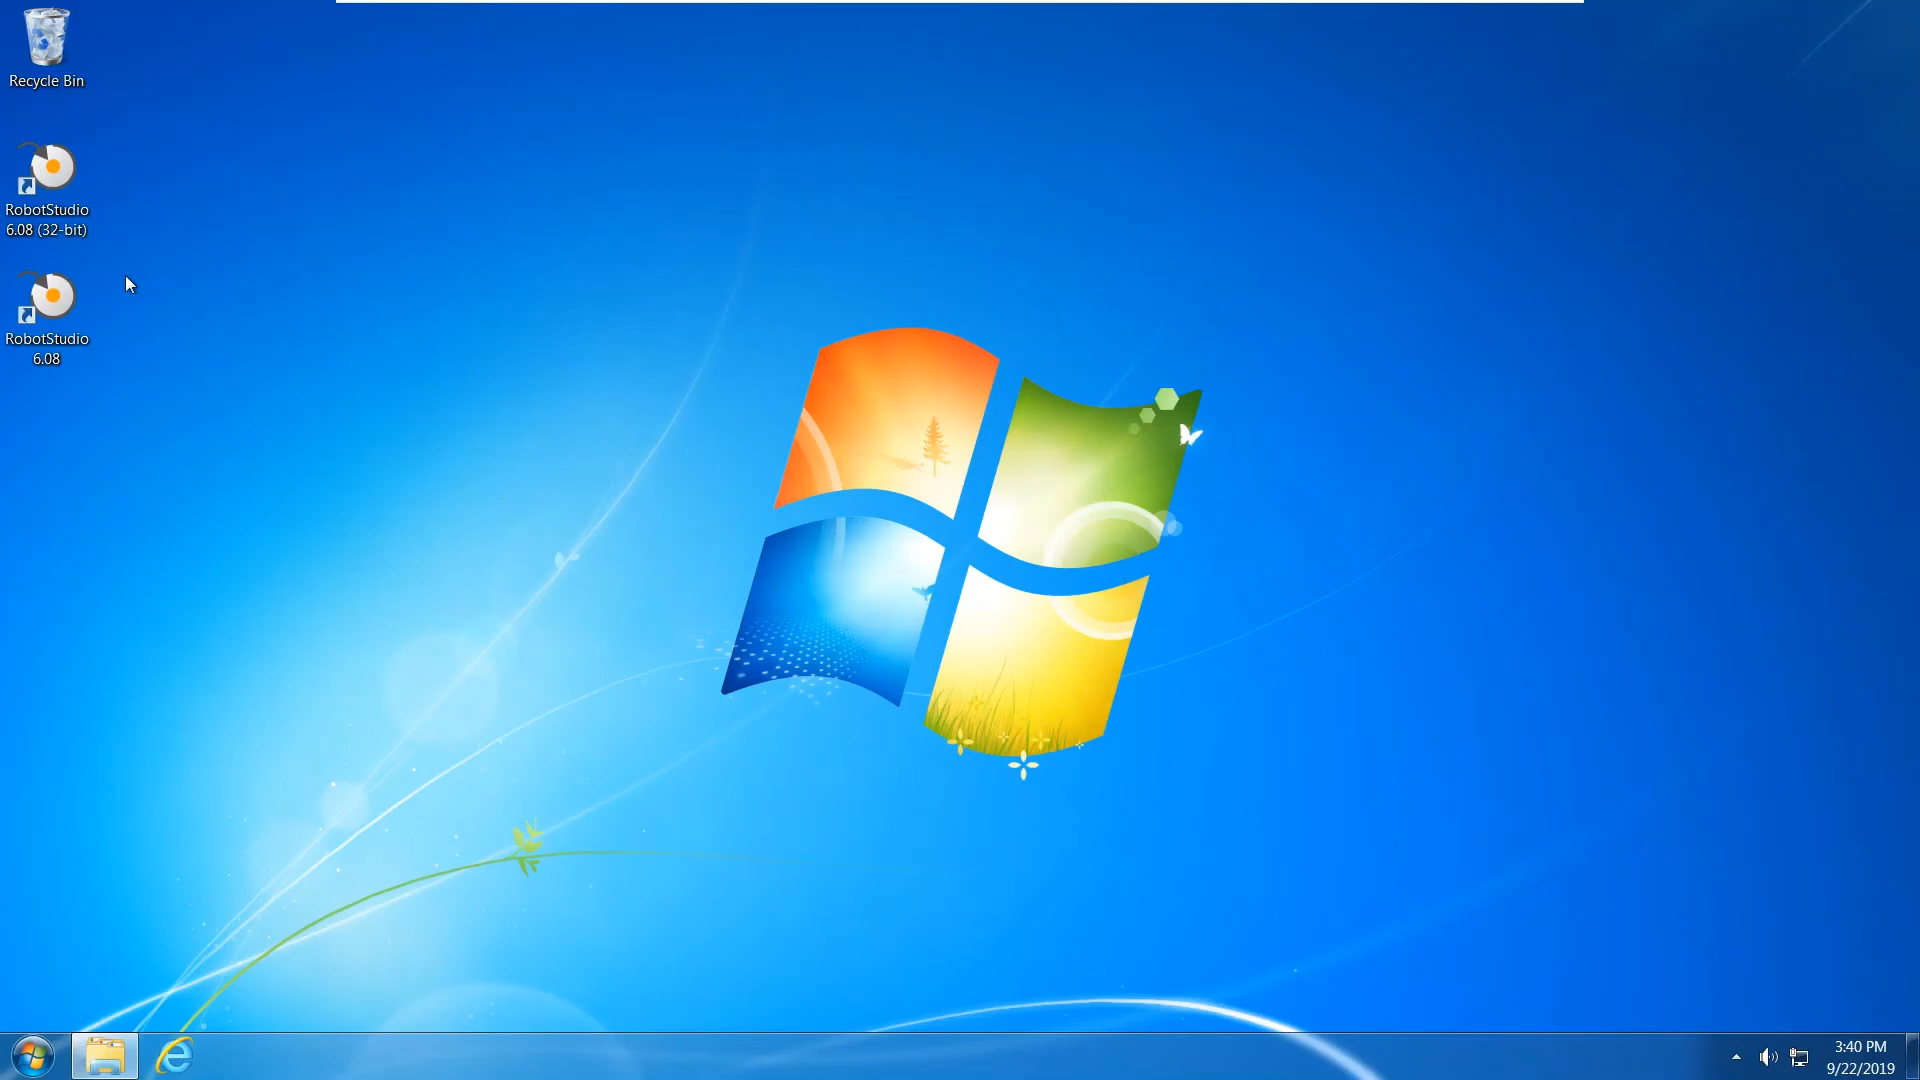 Recycle Bin
RobotStudio
6.08 (32-bit)
RobotStudio
6.08
3:40 PM
9/22/2019